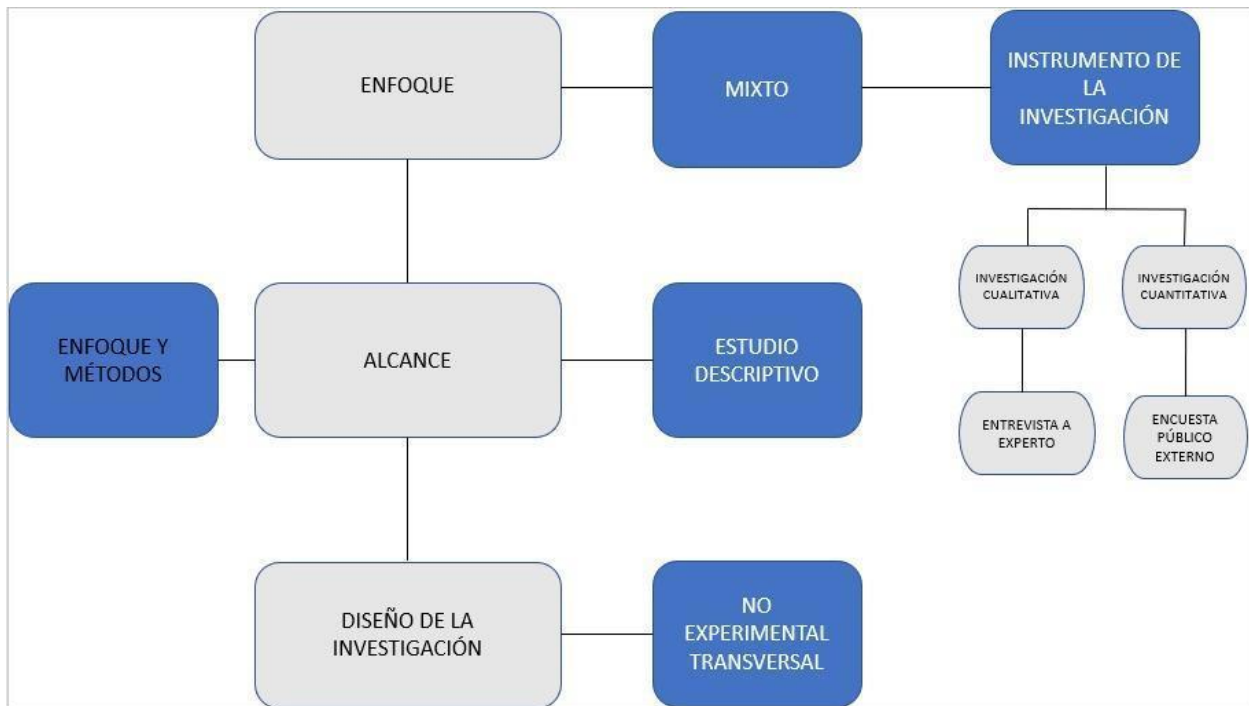 ENFOQUE
MIXTO
INSTRUMENTO DE
LA
INVESTIGACIÓN
INVESTIGACIÓN
CUALITATIVA
INVESTIGACIÓN
CUANTITATIVA
ENFOQUE Y
MÉTODOS
ALCANCE
ESTUDIO
DESCRIPTIVO
ENTREVISTA A
EXPERTO
ENCUESTA
PÚBLICO
EXTERNO
DISEÑO DE LA
INVESTIGACIÓN
NO
EXPERIMENTAL
TRANSVERSAL